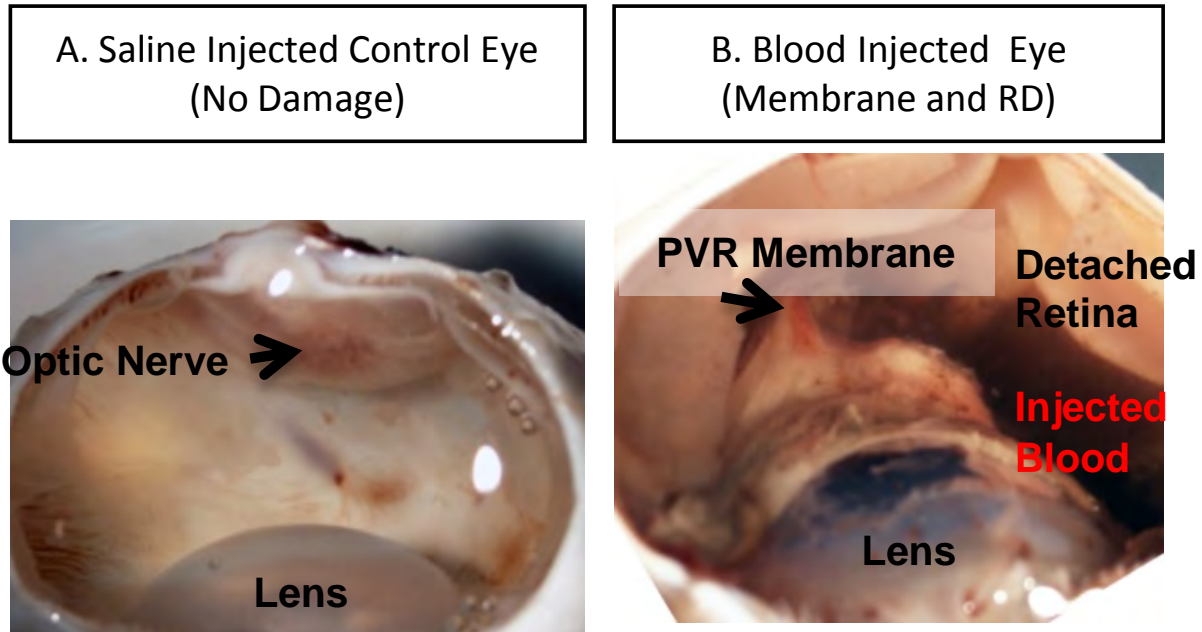 A. Saline Injected Control Eye
(No Damage)
B. Blood Injected Eye
(Membrane and RD)
Optic Nerve
Lens
PVR Membrane
Detached
Retina
Injected
Blood
Lens